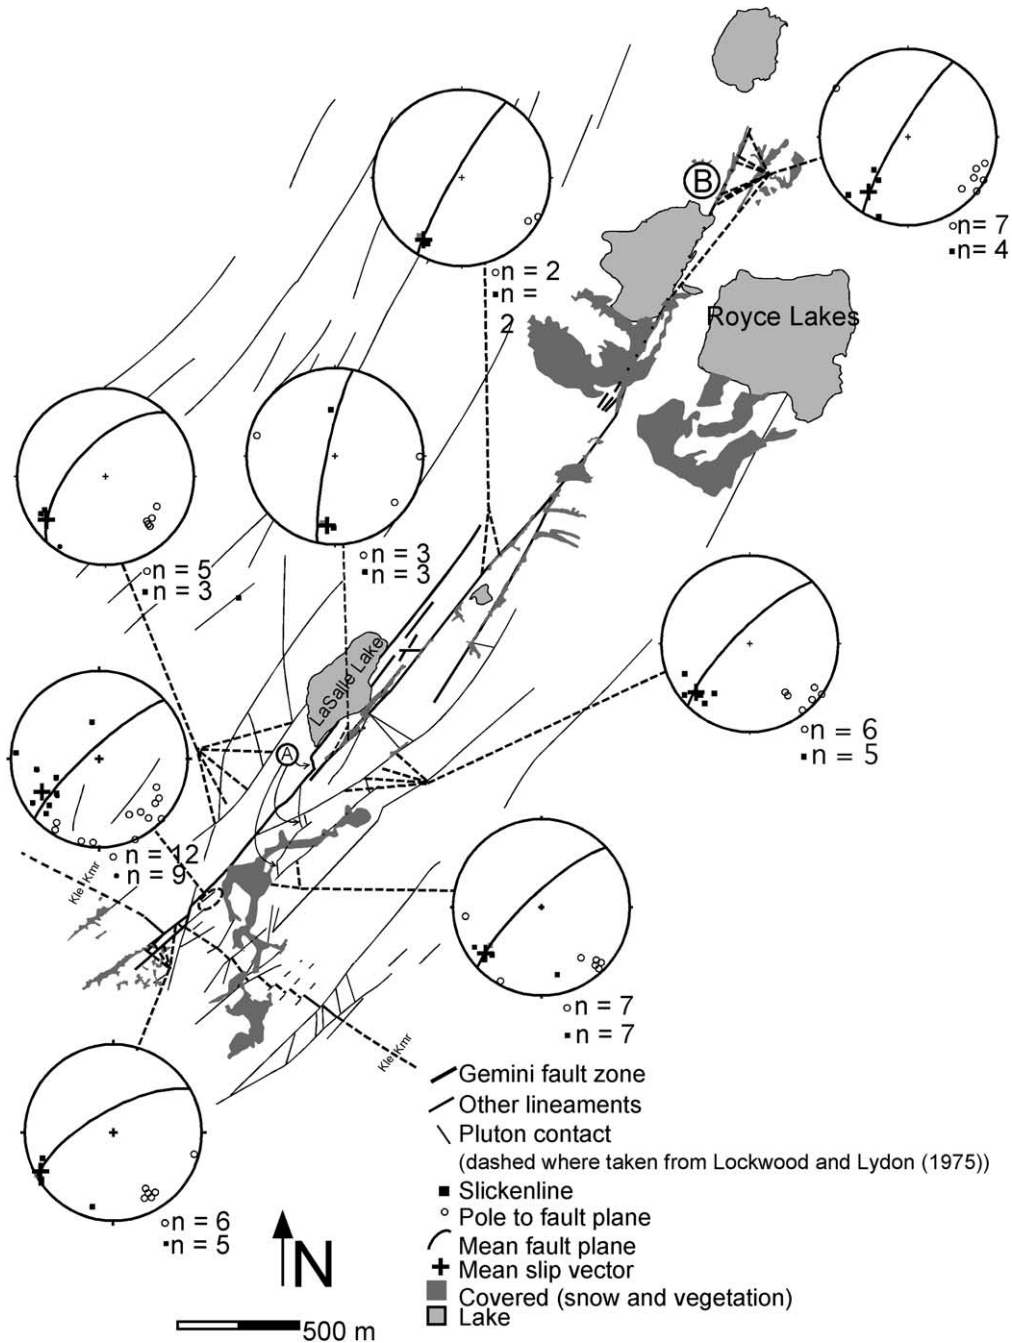 B
n= 7
n= 4
n = 2
n =
2
Royce Lakes
n = 5
n = 3
n = 3
n = 3
LaSalle Lake
A
n = 6
n = 5
n = 12
n = 9
Kle Kmr
n = 7
n = 7
Kle Kmr
n = 6
n = 5
N
500 m
Gemini fault zone
Other lineaments
Pluton contact
(dashed where taken from Lockwood and Lydon (1975))
Slickenline
Pole to fault plane
Mean fault plane
Mean slip vector
Covered (snow and vegetation)
Lake